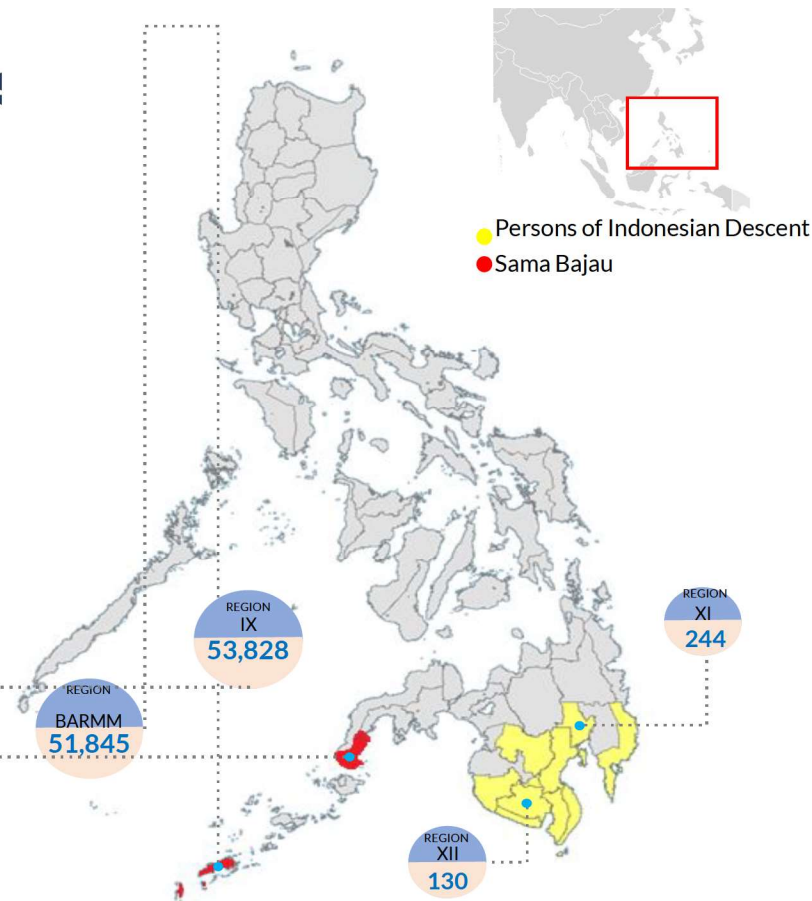 Persons of Indonesian Descent
Sama Bajau
REGION
IX
53,828
REGION
XI
244
REGION
BARMM
51,845
REGION
XII
130